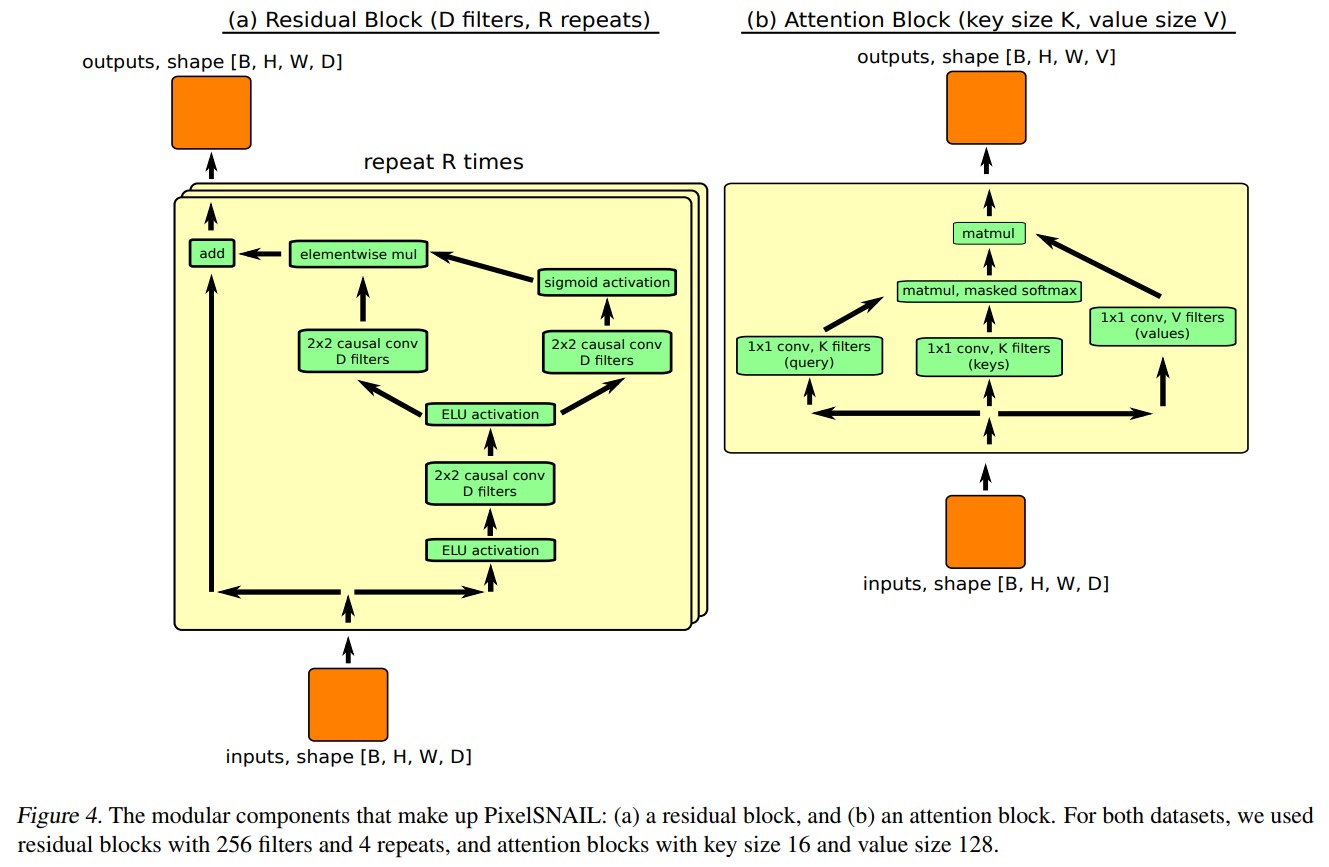 (a) Residual Block (D filters, R repeats)
outputs, shape [B, H, W, D]
repeat R times
add
elementwise mul
sigmoid activation
2x2 causal conv
D filters
2x2 causal conv
D filters
ELU activation
2x2 causal conv
D filters
ELU activation
inputs, shape [B, H, W, D]
(b) Attention Block (key size K, value size V)
outputs, shape [B, H, W, V]
matmul
matmul, masked softmax
1x1 conv, V filters
(values)
1x1 conv, K filters
(query)
1x1 conv, K filters
(keys)
inputs, shape [B, H, W, D]
Figure 4. The modular components that make up PixelSNAIL: (a) a residual block, and (b) an attention block. For both datasets, we used
residual blocks with 256 filters and 4 repeats, and attention blocks with key size 16 and value size 128.